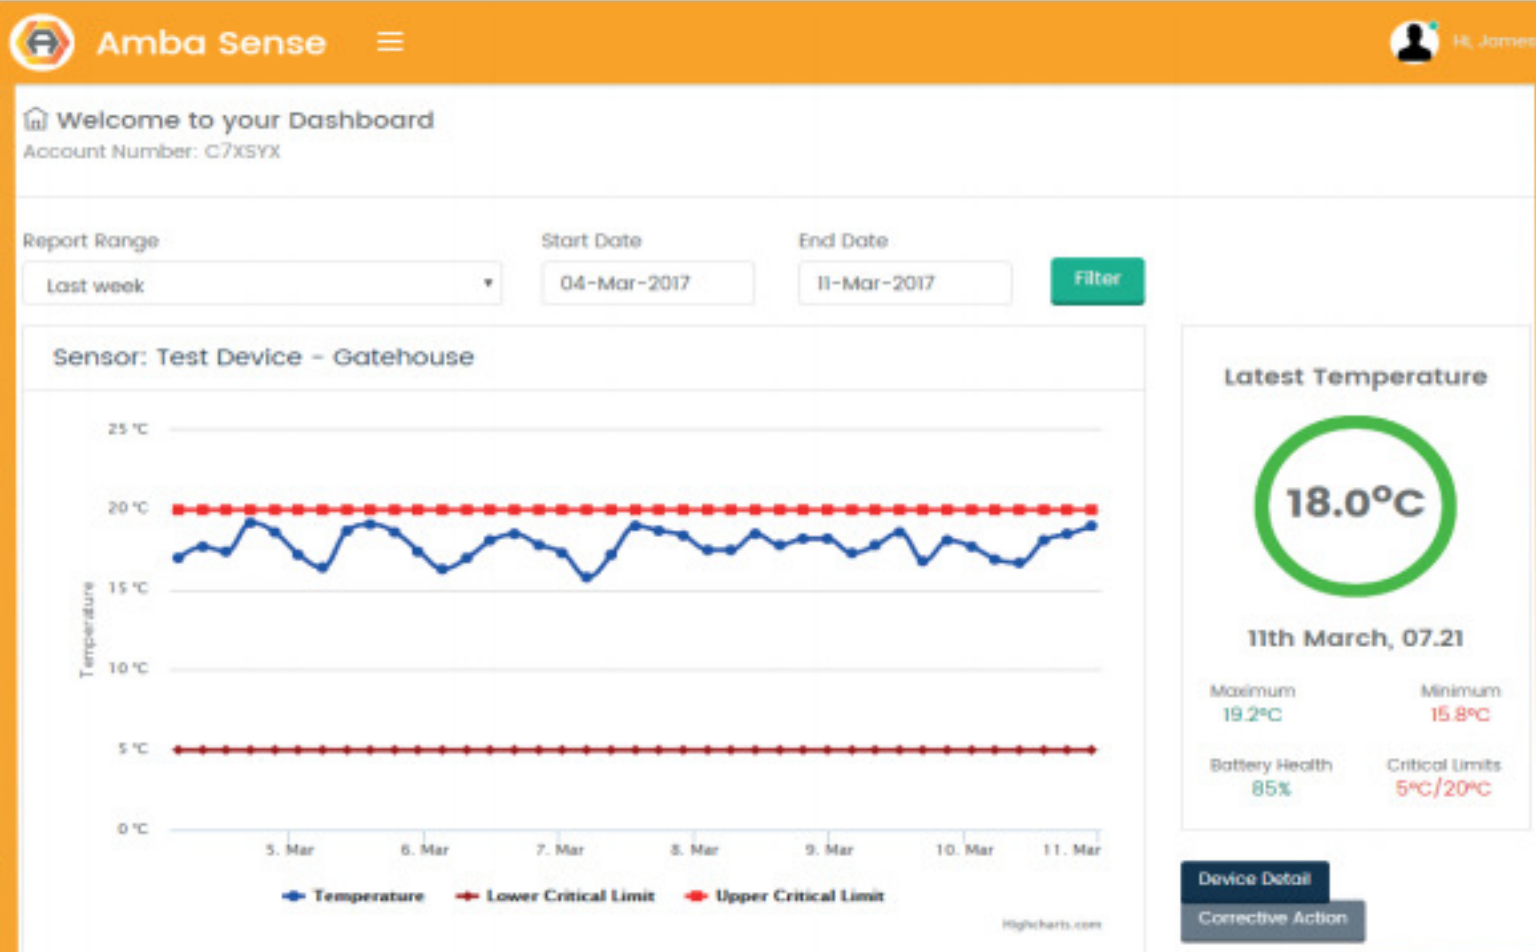 Amba Sense
Hi, James
Welcome to your Dashboard
Account Number: C7XSYX
Report Range
Start Date
End Date
Last week
04-Mar-2017
11-Mar-2017
Filter
Sensor: Test Device - Gatehouse
25 °C
20 °C
15 °C
10 °C
5 °C
0 °C
Temperature
5. Mar
6. Mar
7. Mar
8. Mar
9. Mar
10. Mar
11. Mar
Temperature
Lower Critical Limit
Upper Critical Limit
Highcharts.com
Latest Temperature
18.0°C
11th March, 07.21
Maximum
Minimum
19.2°C
15.8°C
Battery Health
Critical Limits
85%
5°C/20°C
Device Detail
Corrective Action